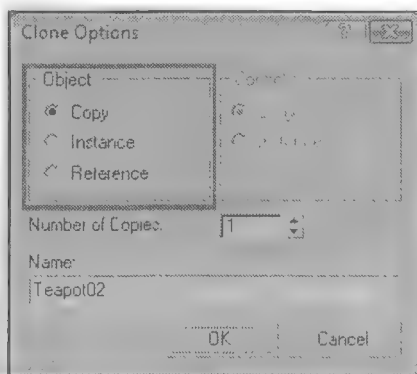 Clone Options
Object
Copy
Instance
Reference
Number of Copies:
1
Name:
Teapot02
OK
Cancel